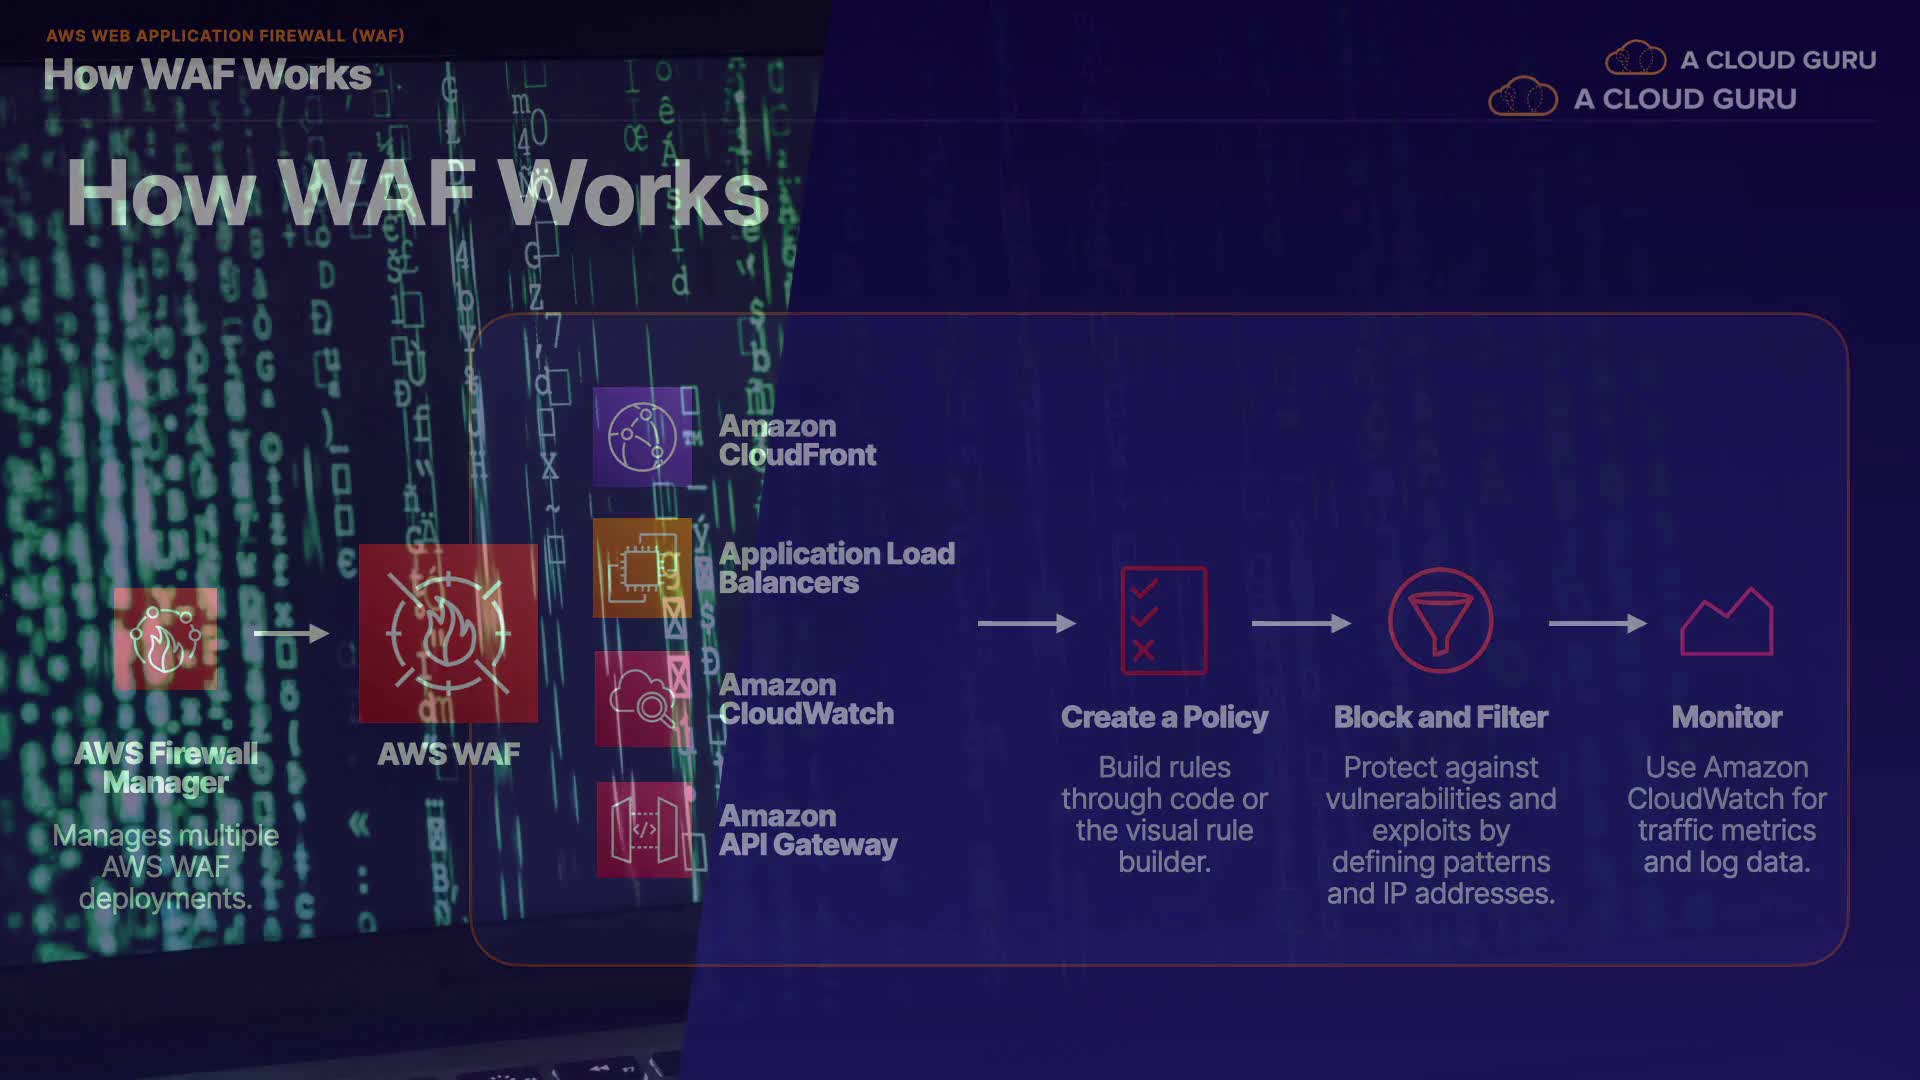 AWS WEB APPLICATION FIREWALL (WAF)
How WAF Works
A CLOUD GURU
A CLOUD GURU
How WAF Works
AWS Firewall
Manager
Manages multiple
AWS WAF
deployments.
AWS WAF
Amazon
CloudFront
Application Load
Balancers
Amazon
CloudWatch
Amazon
API Gateway
Create a Policy
Build rules
through code or
the visual rule
builder.
Block and Filter
Protect against
vulnerabilities and
exploits by
defining patterns
and IP addresses.
Monitor
Use Amazon
CloudWatch for
traffic metrics
and log data.